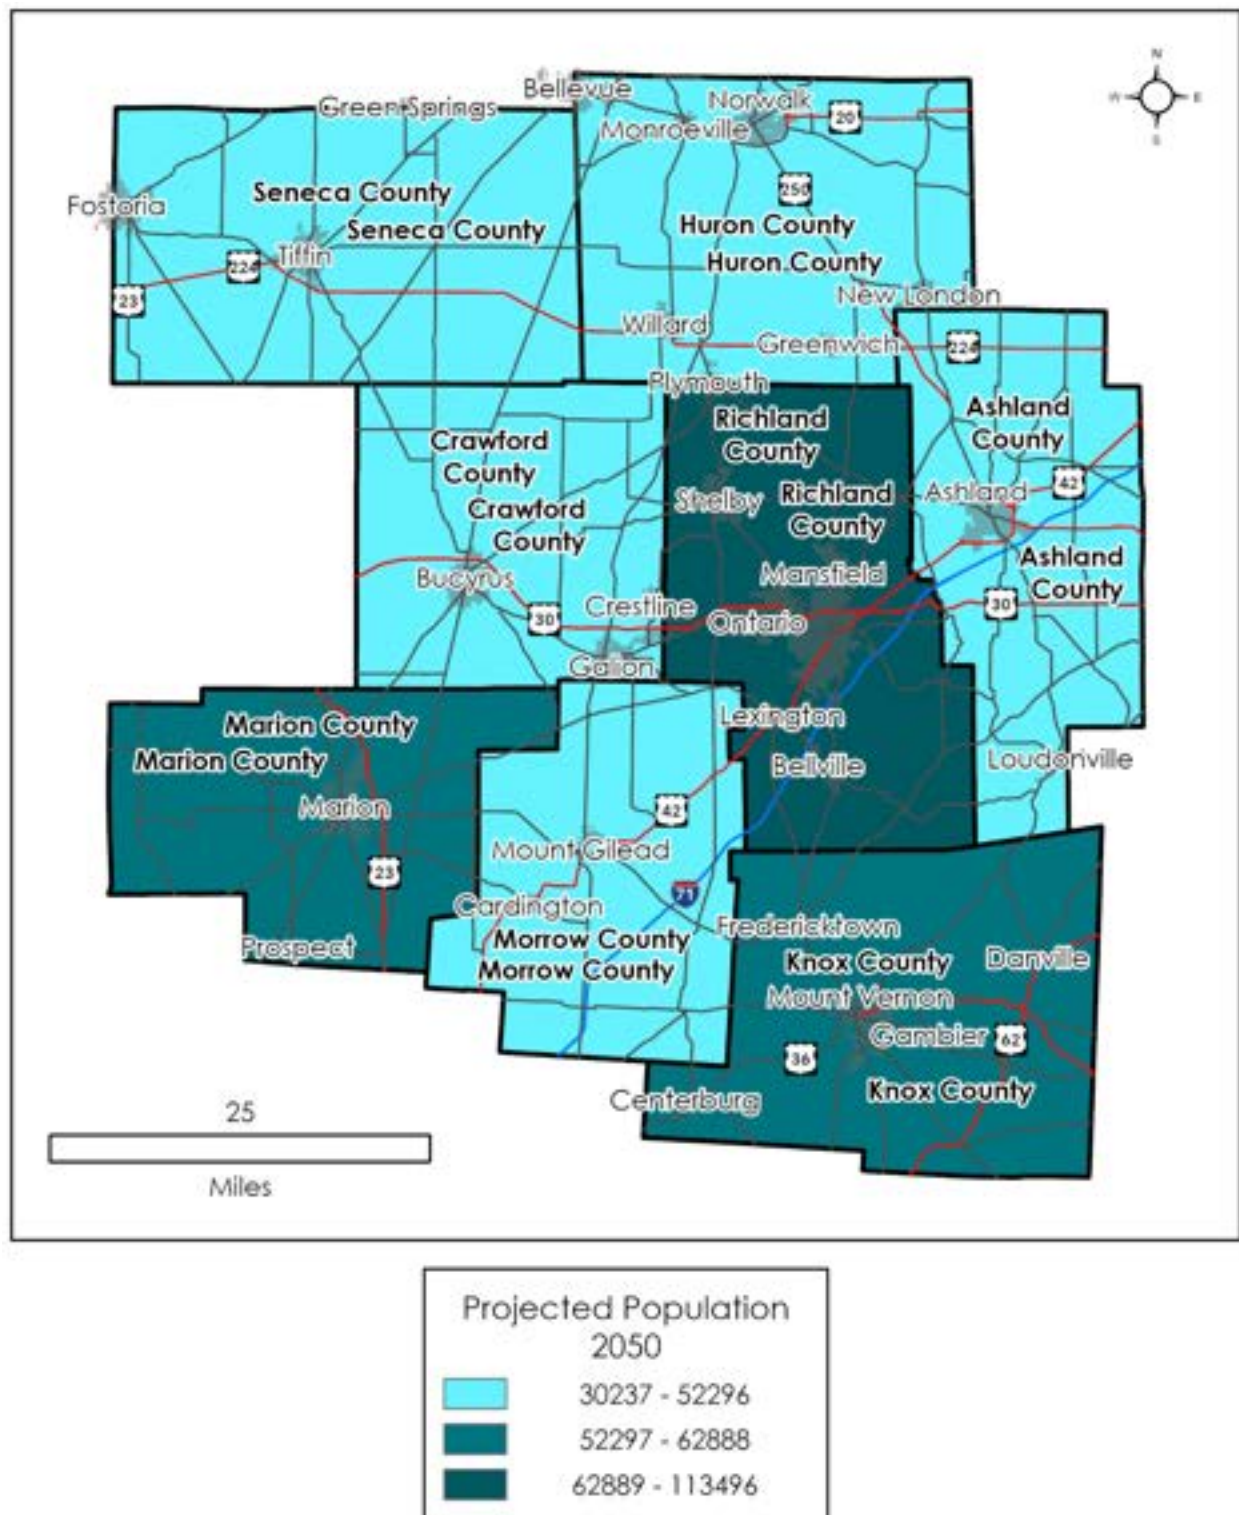 N
W
E
S
Bellevue
Green Springs
Norwalk
Monroeville
20
Fostoria
Seneca County
Seneca County
250
Huron County
Huron County
Tiffin
224
23
New London
Willard
Greenwich
224
Plymouth
Richland
County
Ashland
County
Crawford
County
Crawford
County
Shelby
Richland
County
Ashland
42
Mansfield
Ashland
County
Bucyrus
Crestline
30
Ontario
30
Galion
Marion County
Marion County
Lexington
Bellville
Loudonville
Marion
42
Mount Gilead
23
71
Cardington
Fredericktown
Prospect
Morrow County
Morrow County
Knox County
Danville
Mount Vernon
Gambier
62
36
Knox County
Centerburg
25
Miles
Projected Population
2050
30237 - 52296
52297 - 62888
62889 - 113496